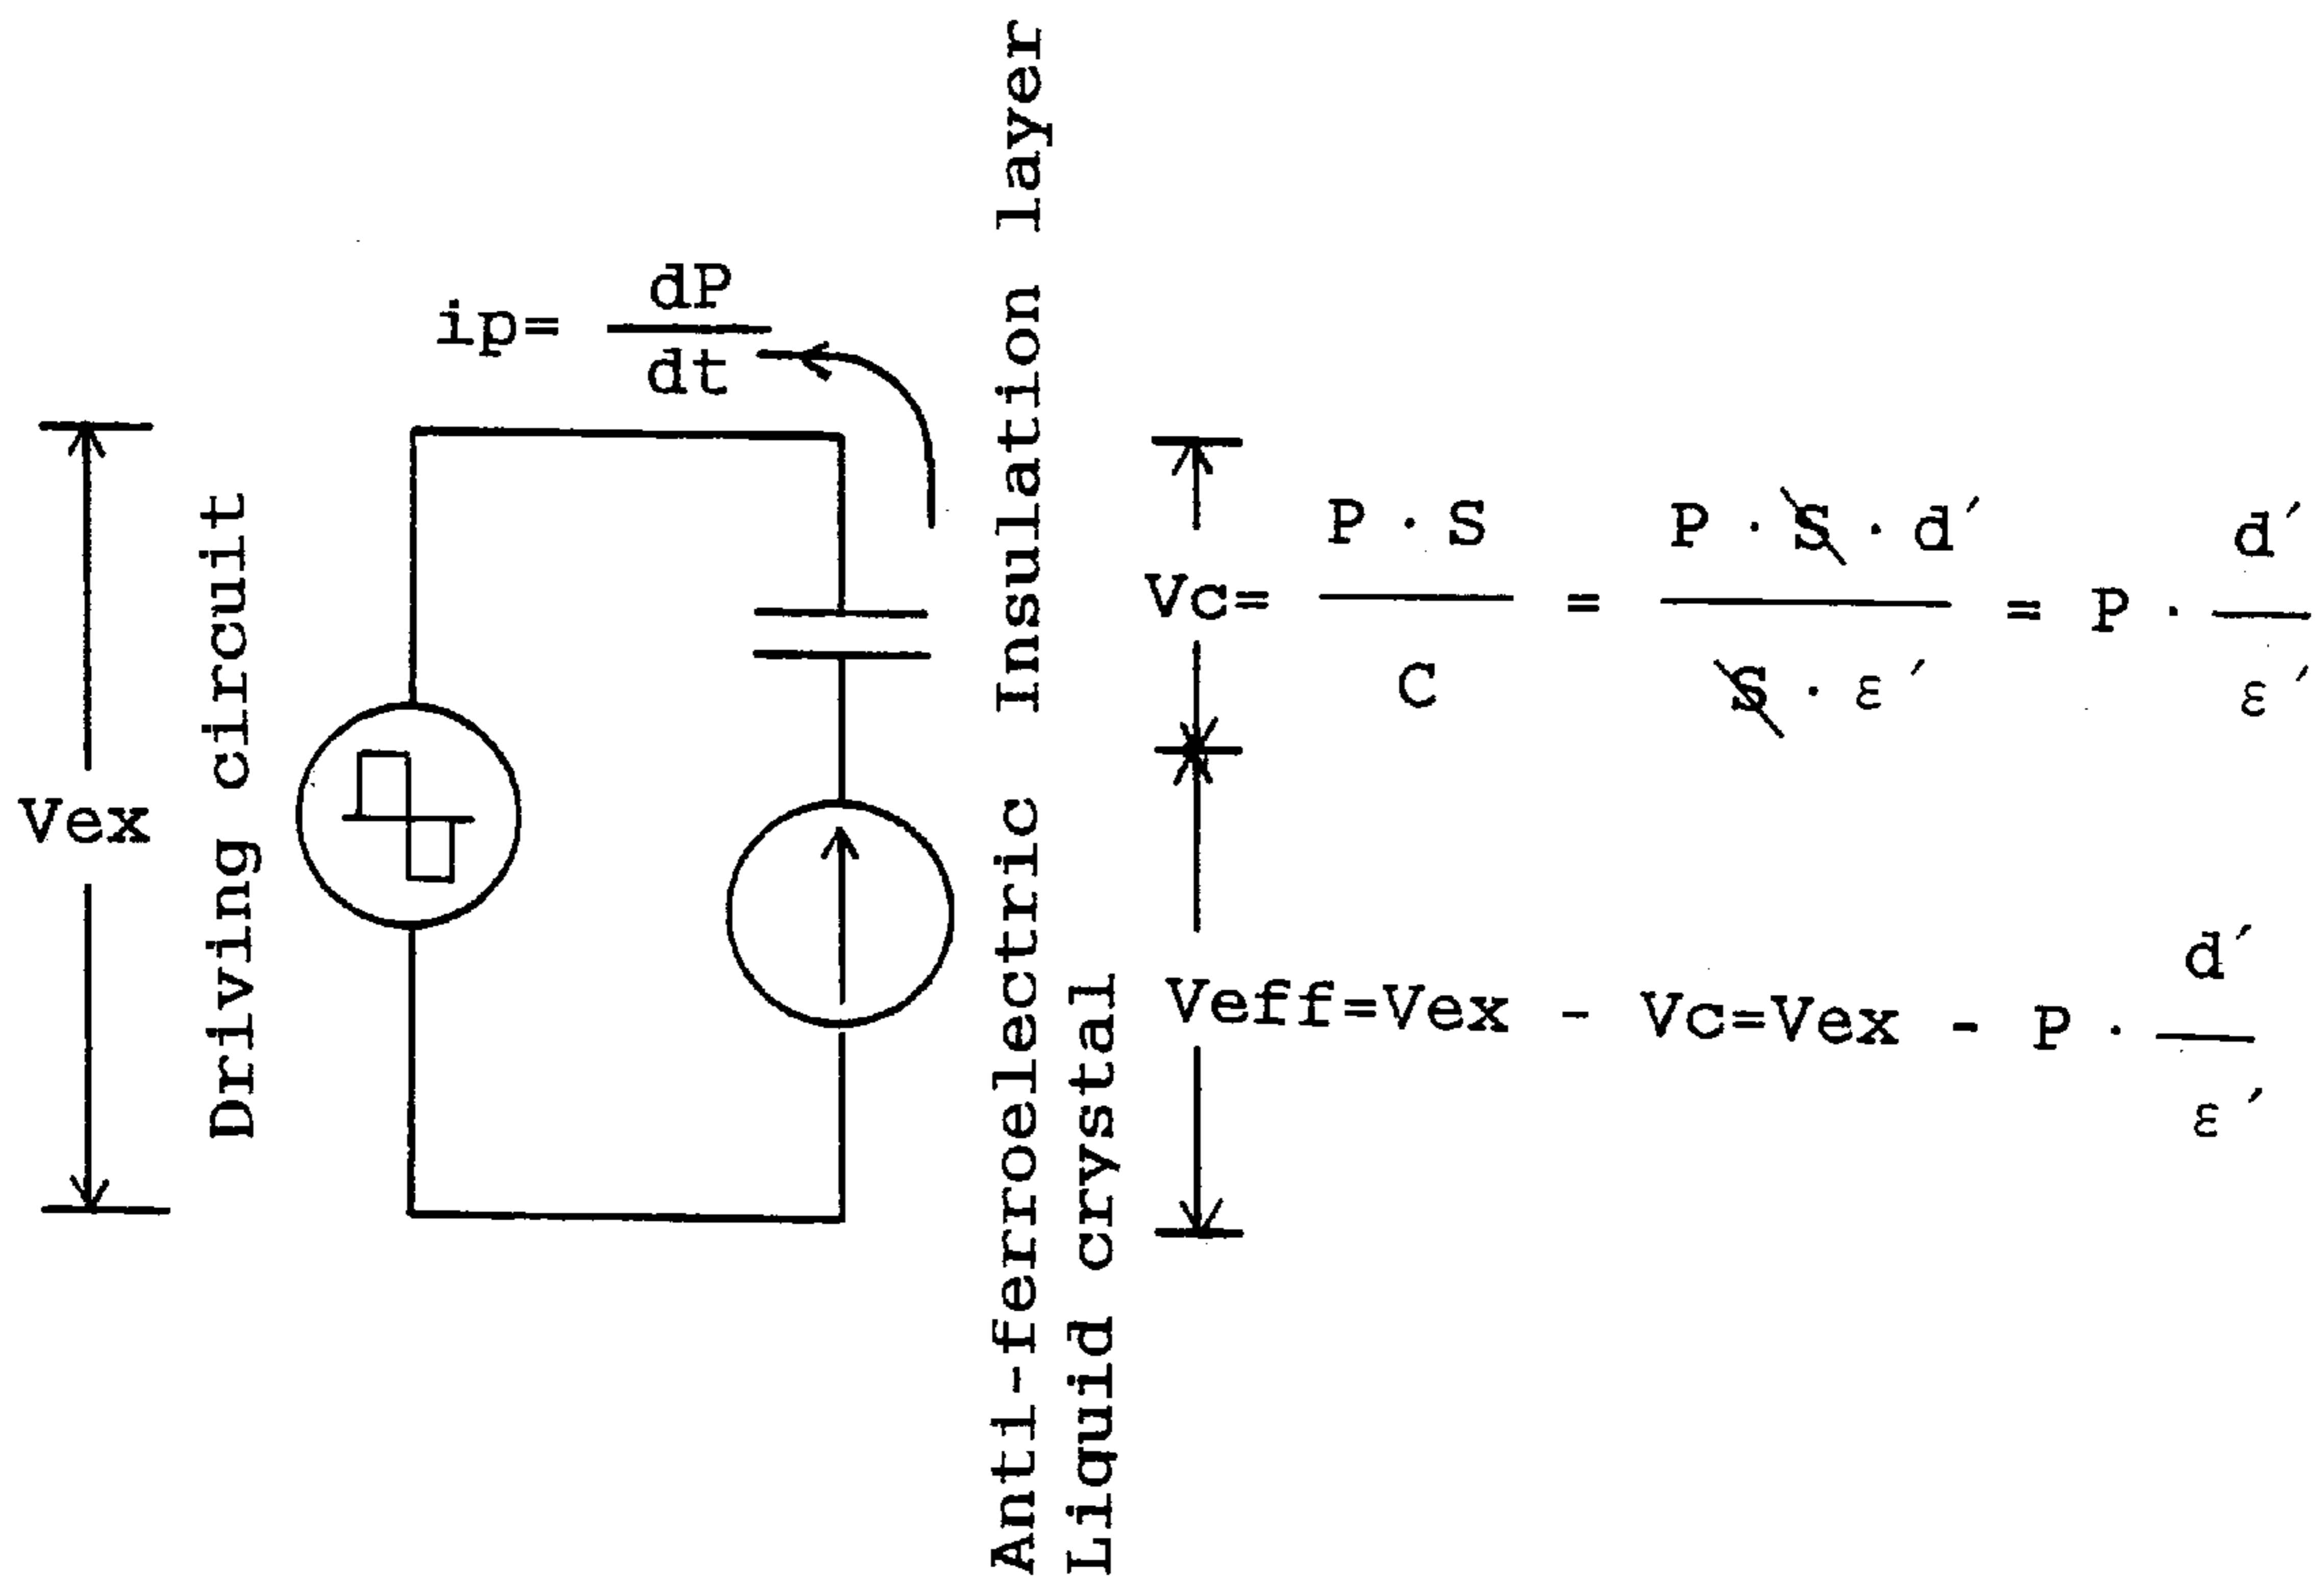 ip= dP/dt
Vex
Driving circuit
Insulation layer
Anti-ferroelectric
Liquid crystal
Vc= P · S / C = P · S · d′ / S · ε′ = P · d′ / ε′
Veff=Vex - Vc=Vex - P · d′ / ε′